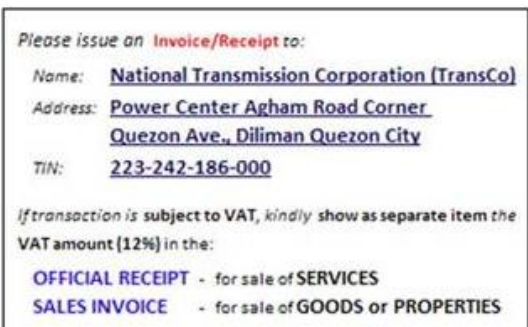 Please issue an Invoice/Receipt to:
Name: National Transmission Corporation (TransCo)
Address: Power Center Agham Road Corner
Quezon Ave., Diliman Quezon City
TIN: 223-242-186-000
If transaction is subject to VAT, kindly show as separate item the
VAT amount (12%) in the:
OFFICIAL RECEIPT - for sale of SERVICES
SALES INVOICE - for sale of GOODS or PROPERTIES